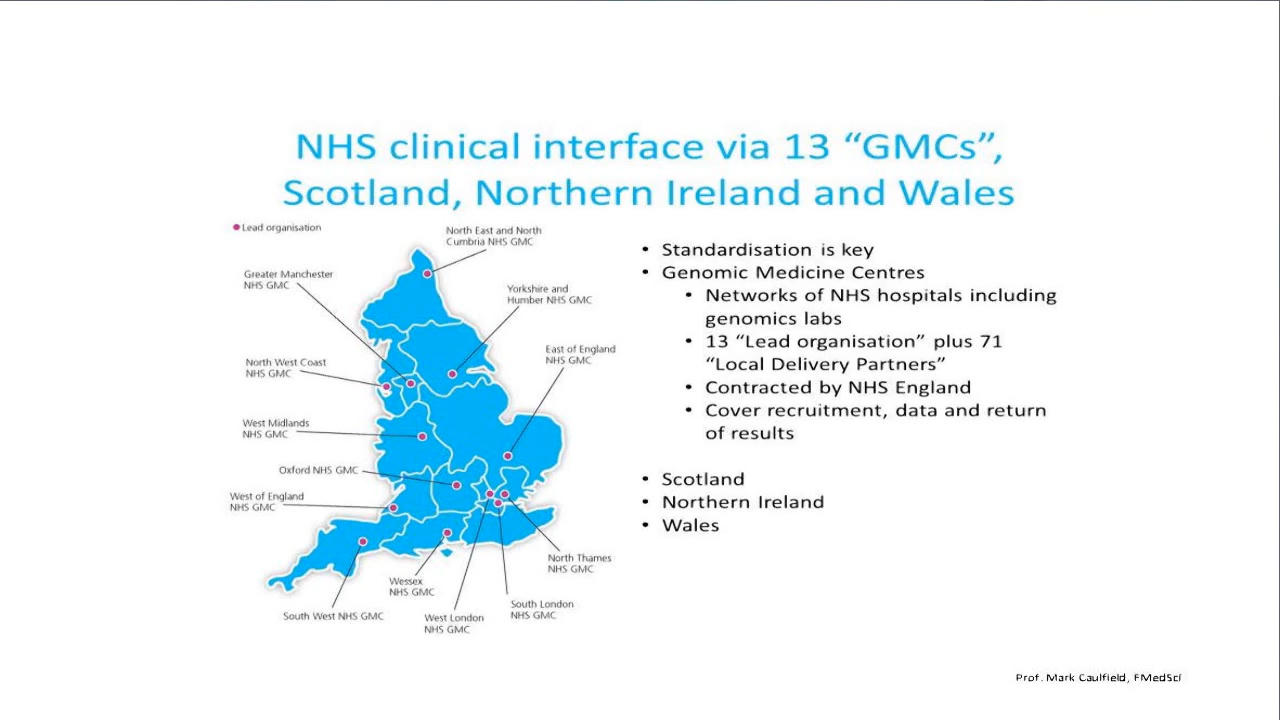 NHS clinical interface via 13 “GMCs”,
Scotland, Northern Ireland and Wales
Lead organisation
North East and North
Cumbria NHS GMC
Greater Manchester
NHS GMC
Yorkshire and
Humber NHS GMC
East of England
NHS GMC
North West Coast
NHS GMC
West Midlands
NHS GMC
Oxford NHS GMC
West of England
NHS GMC
North Thames
NHS GMC
Wessex
NHS GMC
South London
NHS GMC
South West NHS GMC
West London
NHS GMC
• Standardisation is key
• Genomic Medicine Centres
• Networks of NHS hospitals including
genomics labs
• 13 “Lead organisation” plus 71
“Local Delivery Partners”
• Contracted by NHS England
• Cover recruitment, data and return
of results
• Scotland
• Northern Ireland
• Wales
Prof. Mark Caulfield, FMedSci